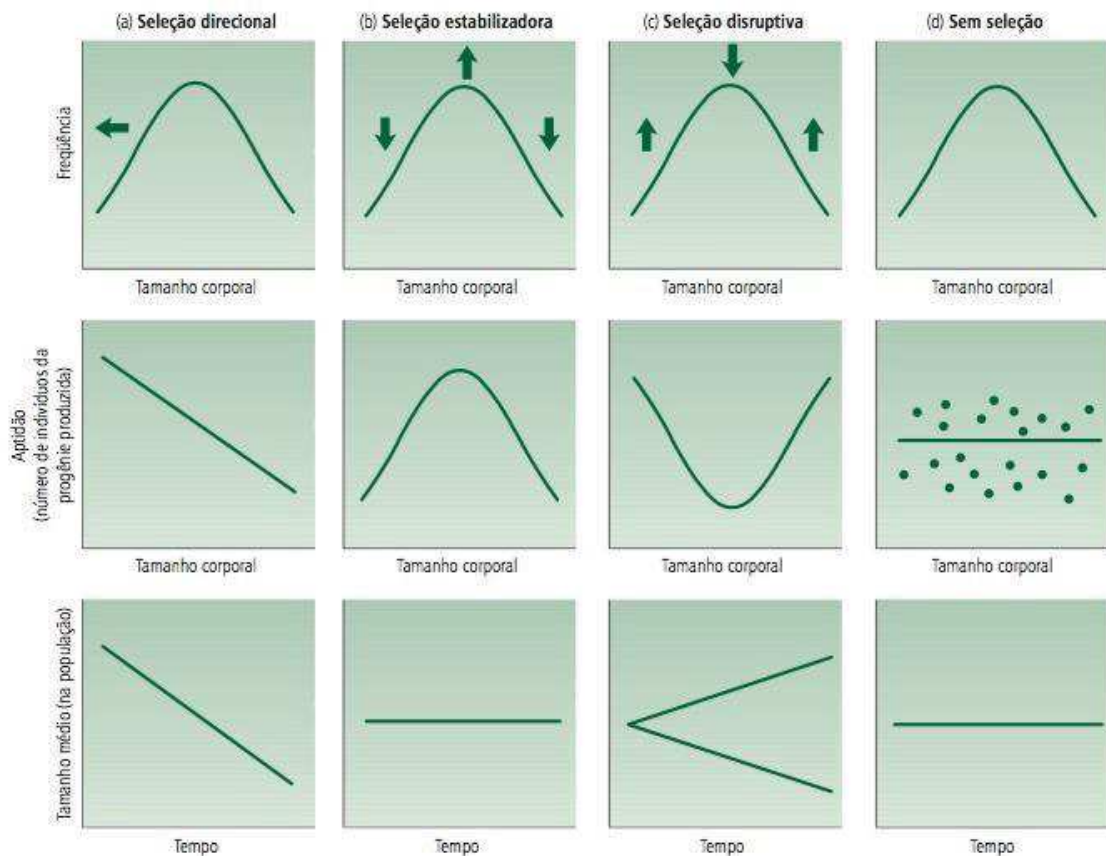 (a) Seleção direcional
(b) Seleção estabilizadora
(c) Seleção disruptiva
(d) Sem seleção
Freqüência
Tamanho corporal
Tamanho corporal
Tamanho corporal
Tamanho corporal
Aptidão
(número de indivíduos da
progênie produzida)
Tamanho corporal
Tamanho corporal
Tamanho corporal
Tamanho corporal
Tamanho médio (na população)
Tempo
Tempo
Tempo
Tempo